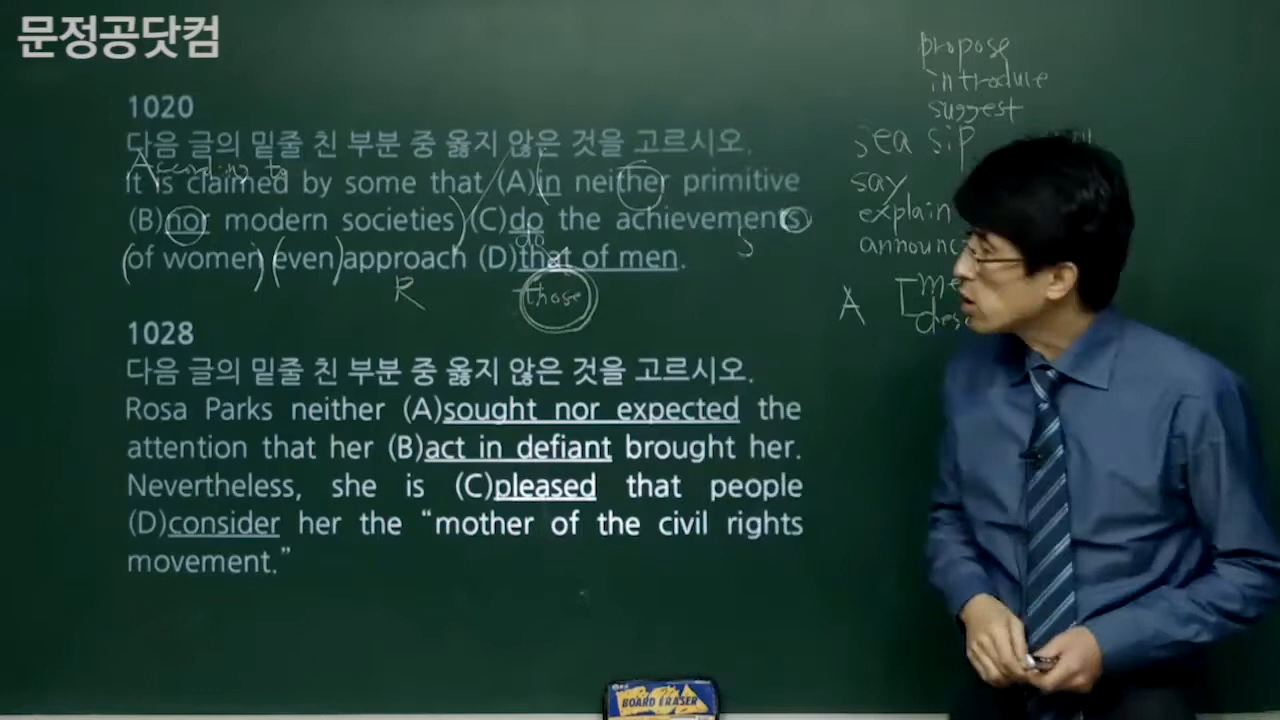 문정공닷컴
propose
introduce
suggest
say
explain
announc
A
1020
다음 글의 밑줄 친 부분 중 옳지 않은 것을 고르시오.
According to
It is claimed by some that (A)in neither primitive
(B)nor modern societies (C)do the achievements
do
s
of women even approach (D)that of men.
R
those
1028
다음 글의 밑줄 친 부분 중 옳지 않은 것을 고르시오.
Rosa Parks neither (A)sought nor expected the
attention that her (B)act in defiant brought her.
Nevertheless, she is (C)pleased that people
(D)consider her the “mother of the civil rights
movement.”
BOARD ERASER